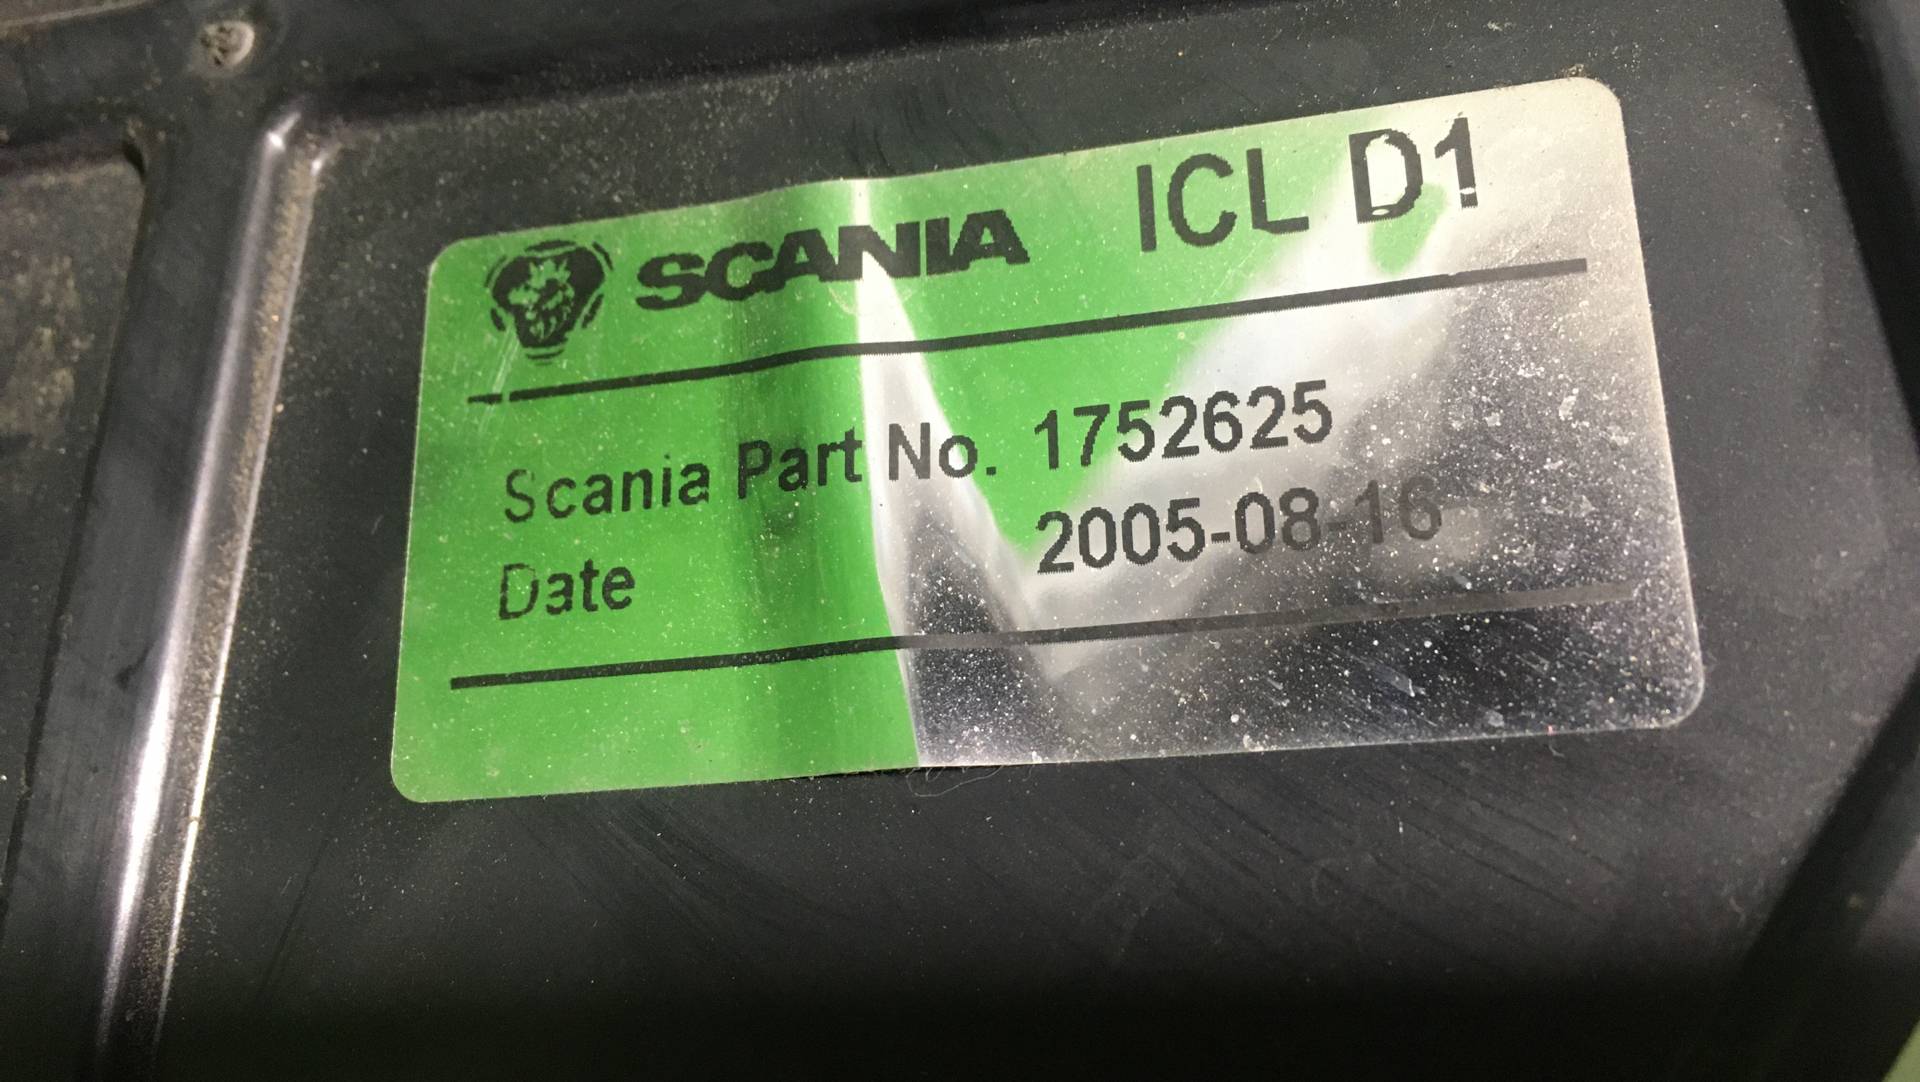 SCANIA ICL D1
Scania Part No. 1752625
Date 2005-08-16